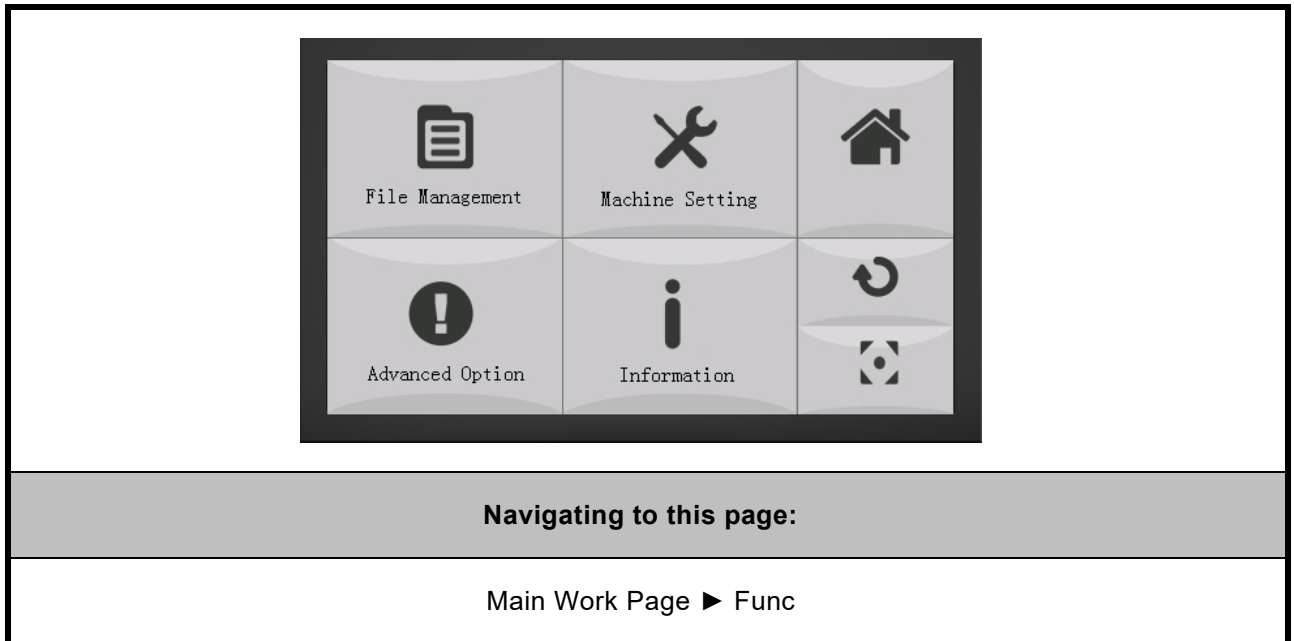 File Management
Machine Setting
Advanced Option
Information
Navigating to this page:
Main Work Page ► Func